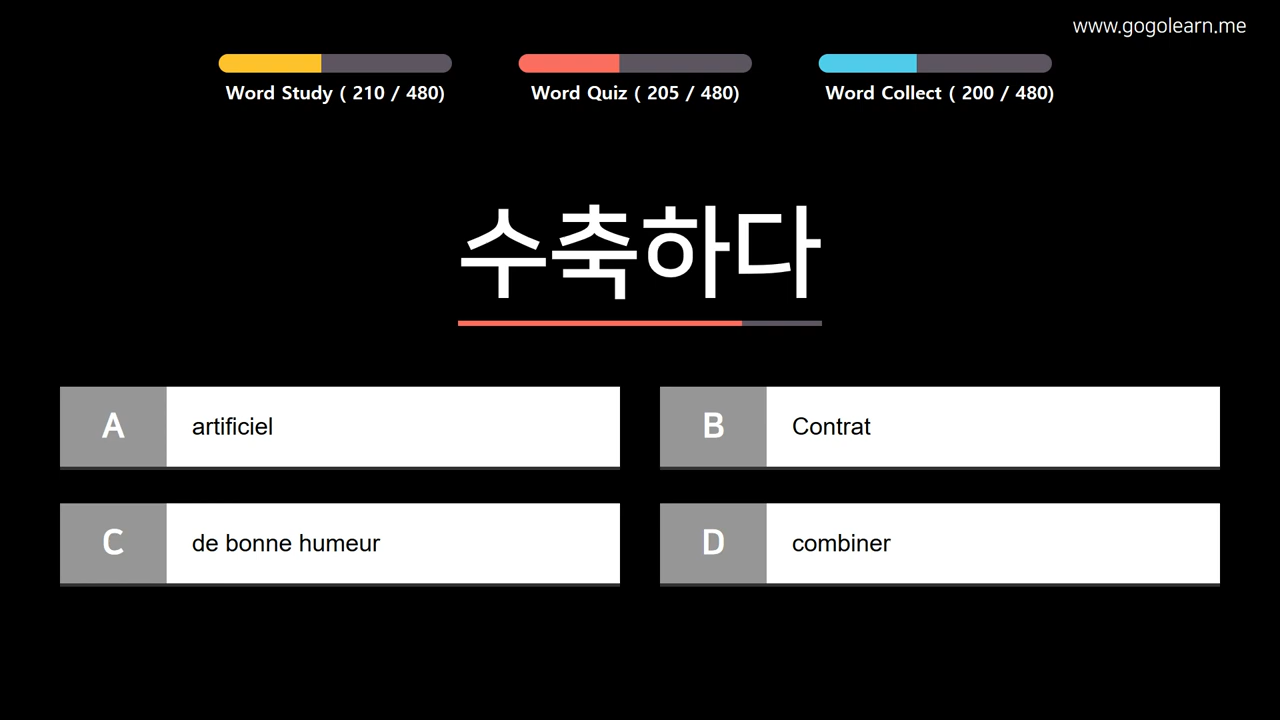 www.gogolearn.me
Word Study ( 210 / 480)
Word Quiz ( 205 / 480)
Word Collect ( 200 / 480)
수축하다
A artificiel
B Contrat
C de bonne humeur
D combiner